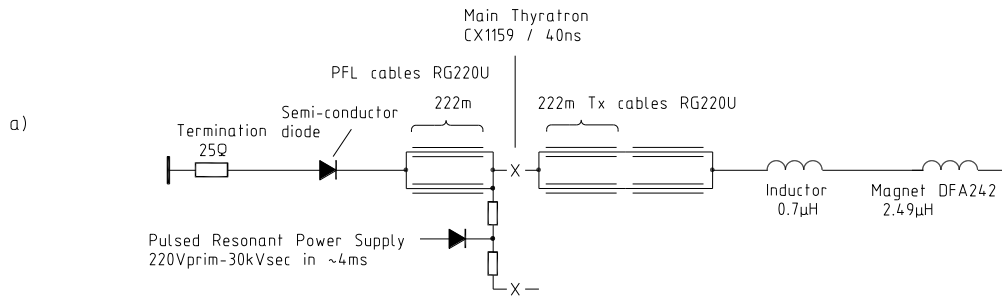 Main Thyratron
CX1159 / 40ns
PFL cables RG220U
222m
222m Tx cables RG220U
a)
Semi-conductor
diode
Termination
25Ω
X
Inductor
0.7μH
Magnet DFA242
2.49μH
Pulsed Resonant Power Supply
220Vprim-30kVsec in ~4ms
X